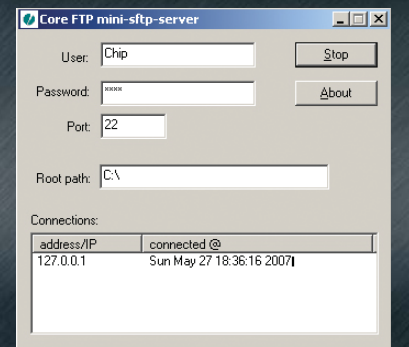 Core FTP mini-sftp-server
User: Chip Stop
Password: **** About
Port: 22
Root path: C:\
Connections:
address/IP connected @
127.0.0.1 Sun May 27 18:36:16 2007